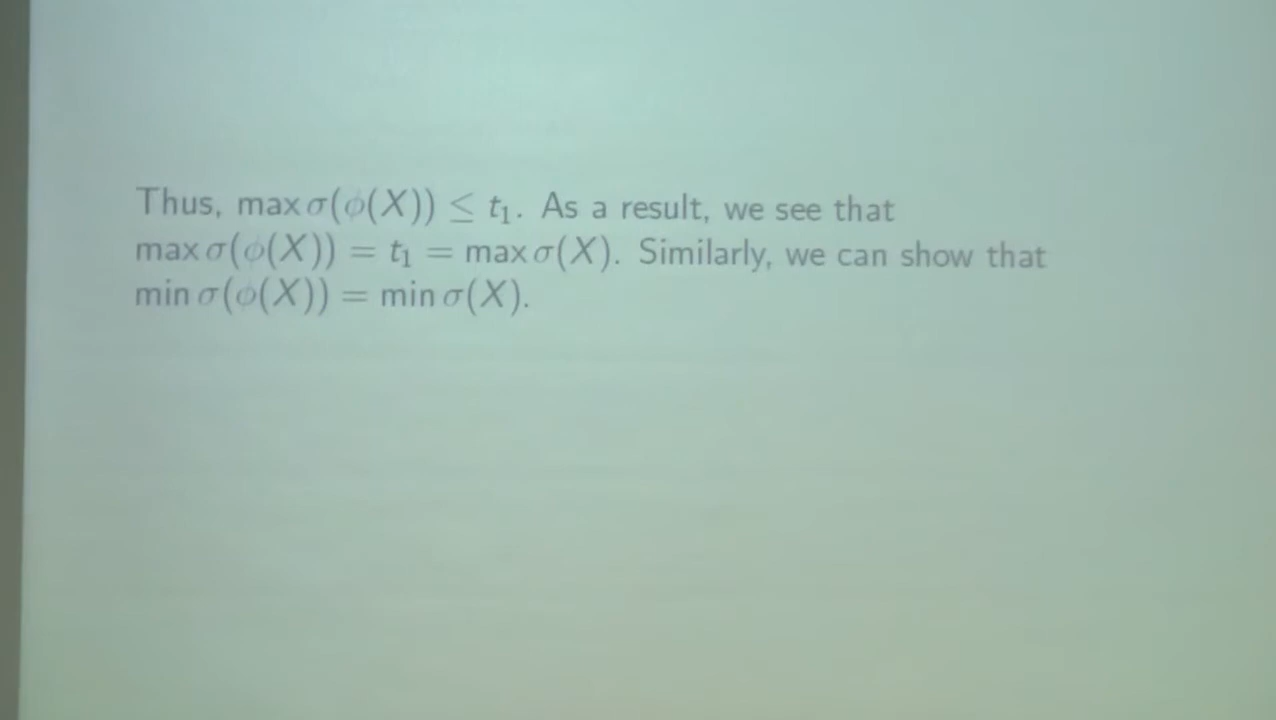 Thus, max σ(ϕ(X)) ≤ t₁. As a result, we see that
max σ(ϕ(X)) = t₁ = max σ(X). Similarly, we can show that
min σ(ϕ(X)) = min σ(X).